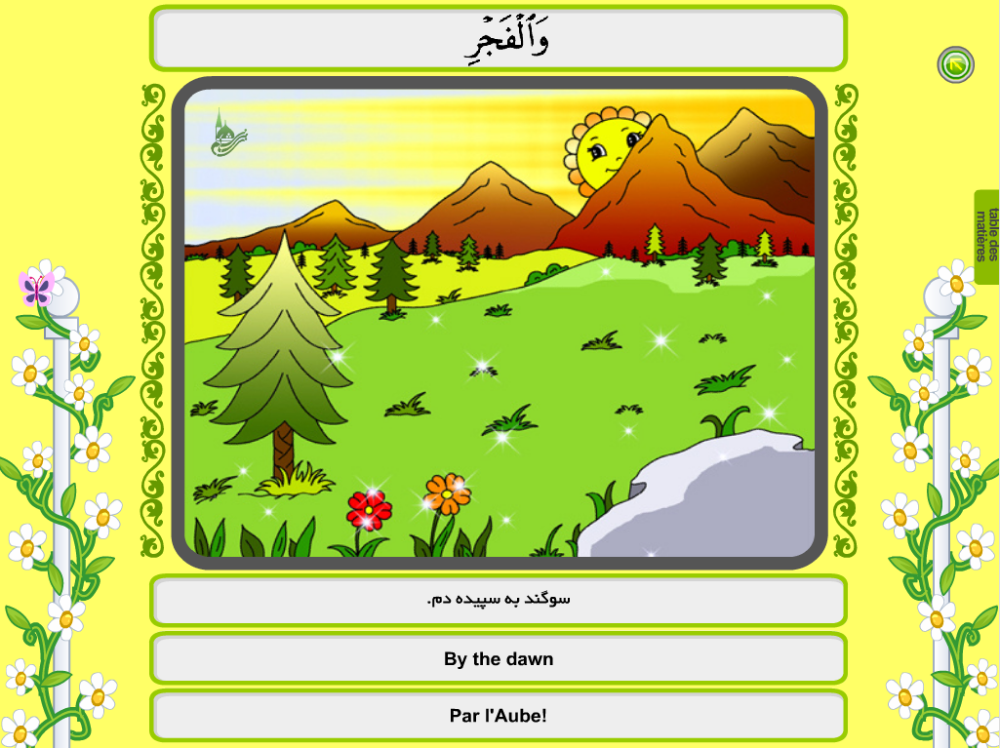 وَٱلْفَجْرِ
table des
matières
سوگند به سپیده دم.
By the dawn
Par l'Aube!